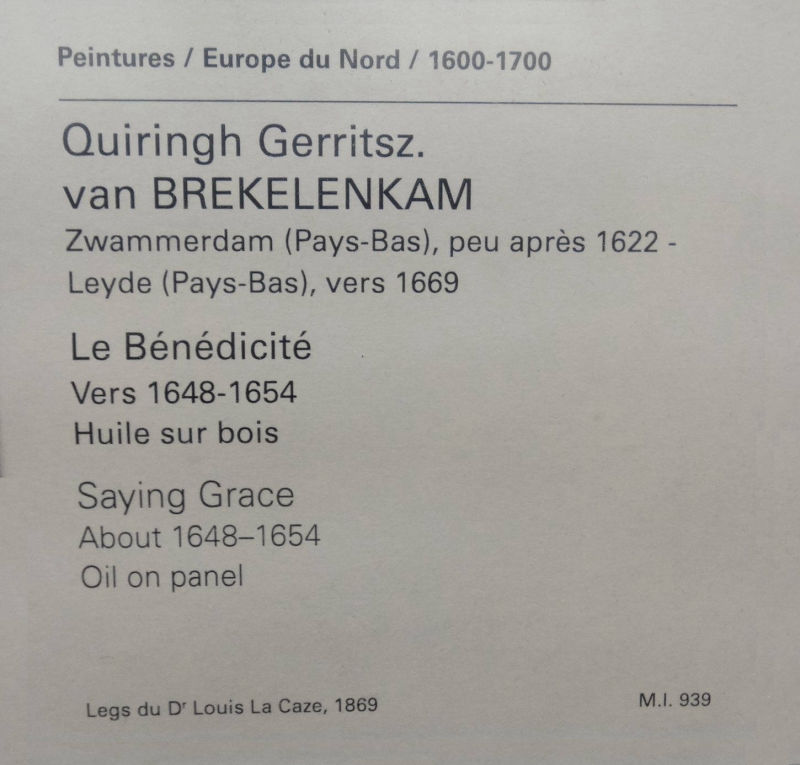 Peintures / Europe du Nord / 1600-1700
Quiringh Gerritsz.
van BREKELENKAM
Zwammerdam (Pays-Bas), peu après 1622 -
Leyde (Pays-Bas), vers 1669
Le Bénédicité
Vers 1648-1654
Huile sur bois
Saying Grace
About 1648–1654
Oil on panel
Legs du Dʳ Louis La Caze, 1869
M.I. 939